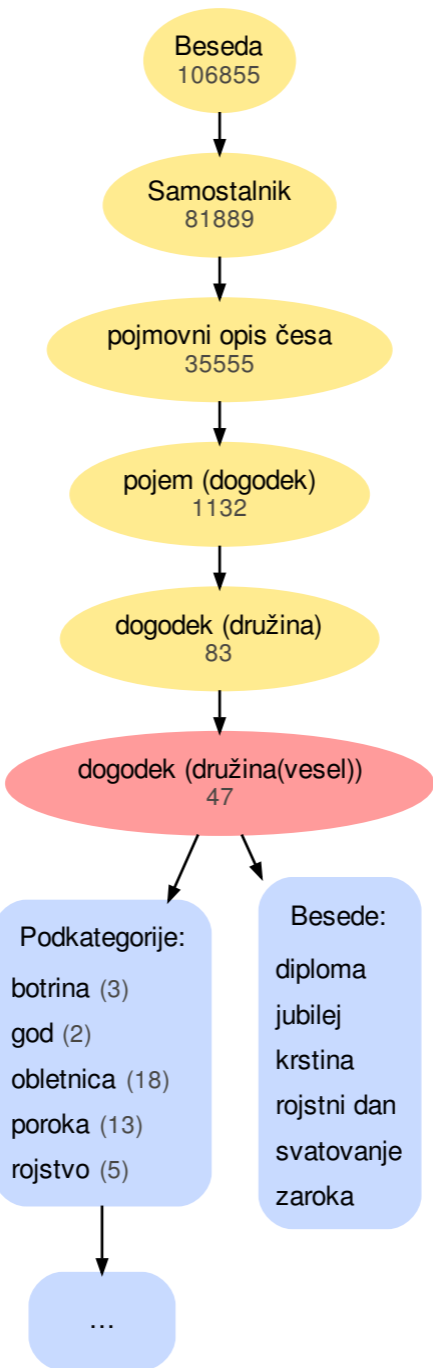 Beseda
106855
Samostalnik
81889
pojmovni opis česa
35555
pojem (dogodek)
1132
dogodek (družina)
83
dogodek (družina(vesel))
47
Podkategorije:
botrina (3)
god (2)
obletnica (18)
poroka (13)
rojstvo (5)
...
Besede:
diploma
jubilej
krstina
rojstni dan
svatovanje
zaroka